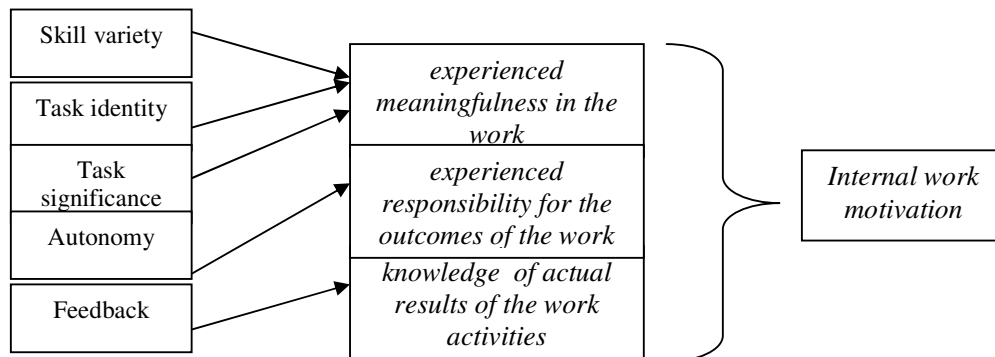 Skill variety
Task identity
Task
significance
Autonomy
Feedback
experienced
meaningfulness in the
work
experienced
responsibility for the
outcomes of the work
knowledge of actual
results of the work
activities
Internal work
motivation